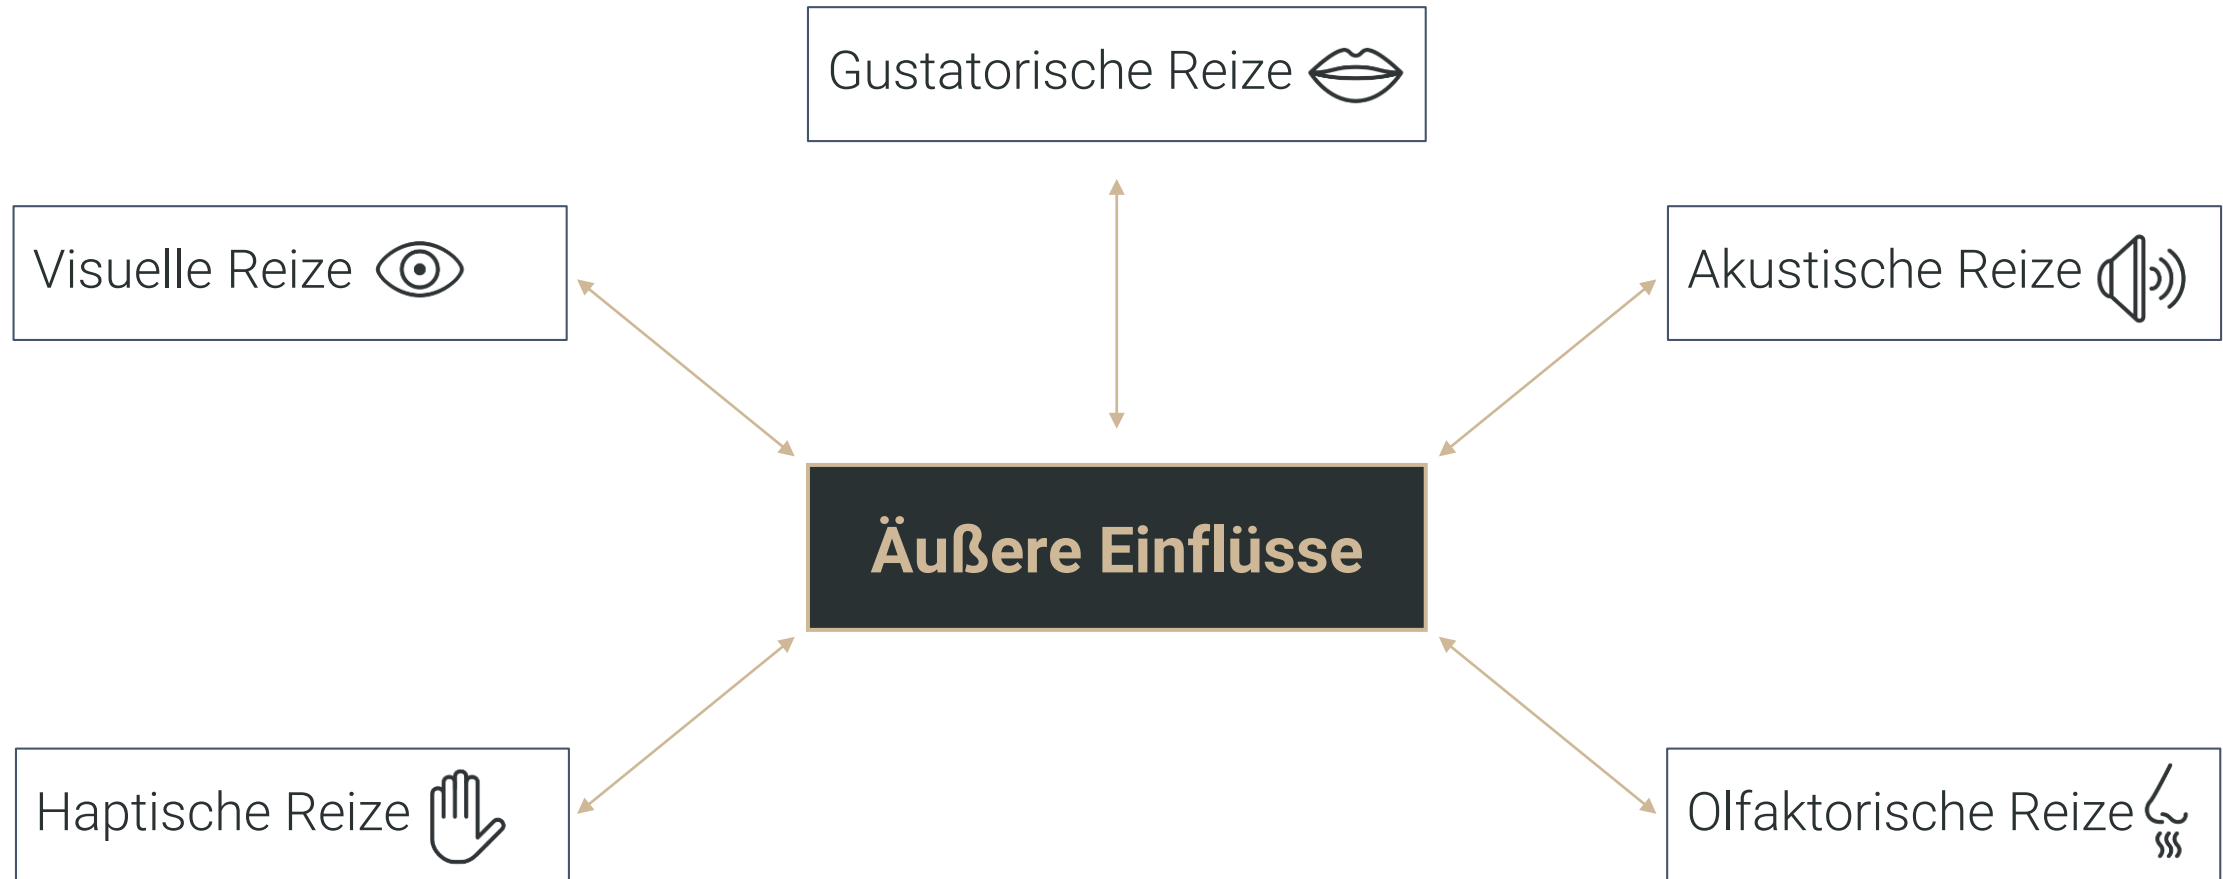 Gustatorische Reize
Visuelle Reize
Akustische Reize
Äußere Einflüsse
Haptische Reize
Olfaktorische Reize